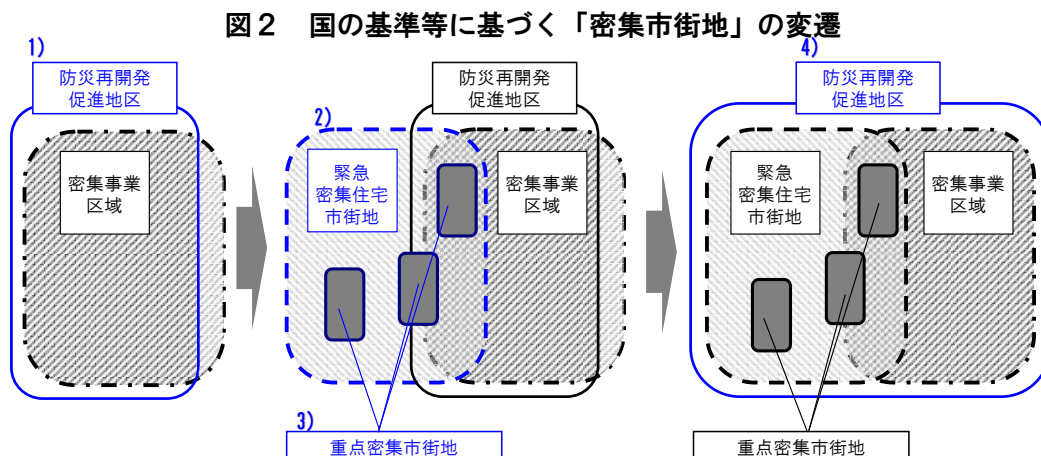 図２　国の基準等に基づく「密集市街地」の変遷
1)
防災再開発
促進地区
密集事業
区域
2)
緊急
密集住宅
市街地
防災再開発
促進地区
密集事業
区域
3)
重点密集市街地
4)
防災再開発
促進地区
緊急
密集住宅
市街地
密集事業
区域
重点密集市街地